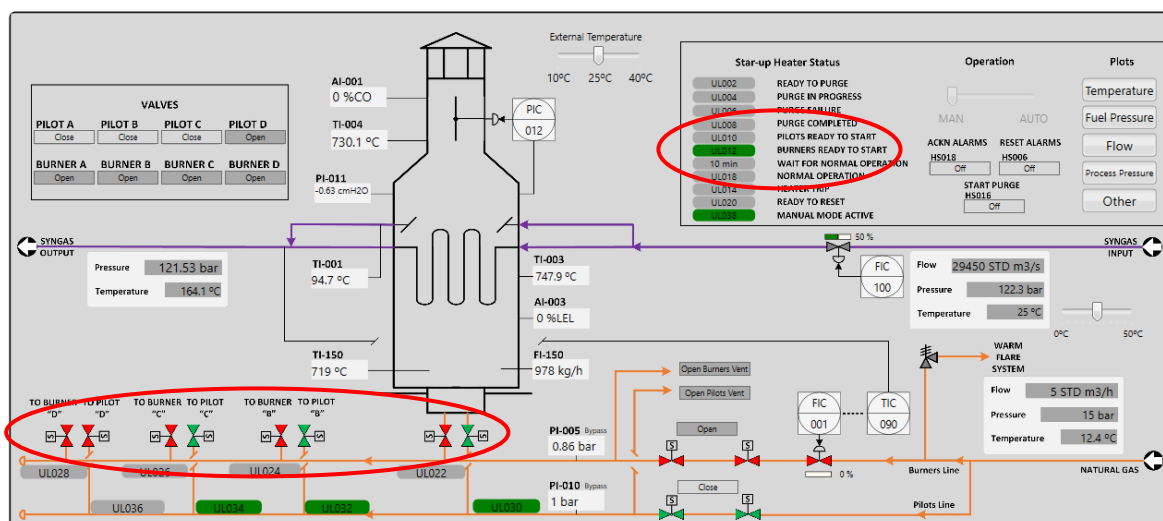 External Temperature
10ºC 25ºC 40ºC
VALVES
PILOT A PILOT B PILOT C PILOT D
Close Close Close Open
BURNER A BURNER B BURNER C BURNER D
Open Open Open Open
AI-001
0 %CO
TI-004
730.1 ºC
PI-011
-0.63 cmH2O
PIC
012
Star-up Heater Status
UL002 READY TO PURGE
UL004 PURGE IN PROGRESS
UL006 PURGE FAILURE
UL008 PURGE COMPLETED
UL010 PILOTS READY TO START
UL012 BURNERS READY TO START
10 min WAIT FOR NORMAL OPERATION
UL018 NORMAL OPERATION
UL014 HEATER TRIP
UL020 READY TO RESET
UL038 MANUAL MODE ACTIVE
Operation
MAN AUTO
ACKN ALARMS RESET ALARMS
HS018 HS006
Off Off
START PURGE
HS016
Off
Plots
Temperature
Fuel Pressure
Flow
Process Pressure
Other
SYNGAS
OUTPUT
Pressure 121.53 bar
Temperature 164.1 ºC
TI-001
94.7 ºC
TI-003
747.9 ºC
AI-003
0 %LEL
TI-150
719 ºC
FI-150
978 kg/h
50 %
FIC
100
SYNGAS
INPUT
Flow 29450 STD m3/s
Pressure 122.3 bar
Temperature 25 ºC
0ºC 50ºC
WARM
FLARE
SYSTEM
Flow 5 STD m3/h
Pressure 15 bar
Temperature 12.4 ºC
Open Burners Vent
Open Pilots Vent
FIC
001
TIC
090
TO BURNER "D" TO PILOT "D" TO BURNER "C" TO PILOT "C" TO BURNER "B" TO PILOT "B"
S S S S S S S S
UL028 UL026 UL024 UL022
UL036 UL034 UL032 UL030
PI-005 Bypass
0.86 bar
Open
S S
0 %
Burners Line
NATURAL GAS
PI-010 Bypass
1 bar
Close
S S
Pilots Line